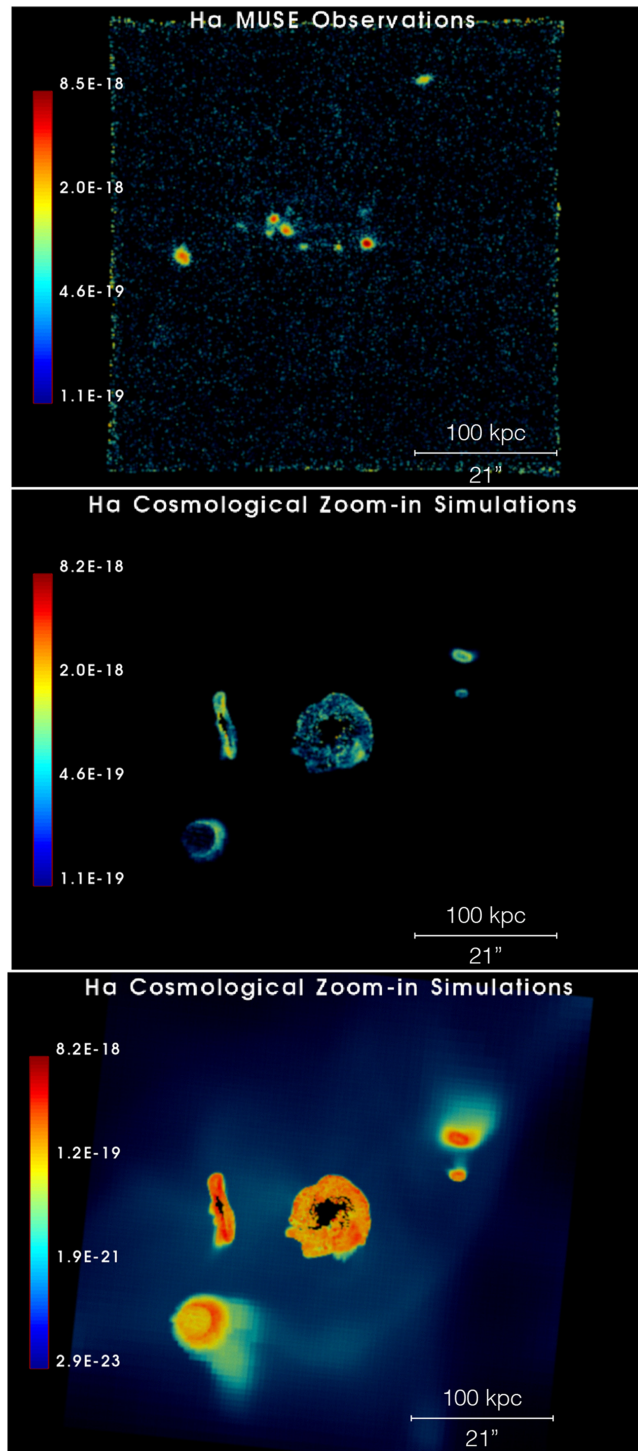 Ha MUSE Observations
8.5E-18
2.0E-18
4.6E-19
1.1E-19
100 kpc
21”
Ha Cosmological Zoom-in Simulations
8.2E-18
2.0E-18
4.6E-19
1.1E-19
100 kpc
21”
Ha Cosmological Zoom-in Simulations
8.2E-18
1.2E-19
1.9E-21
2.9E-23
100 kpc
21”